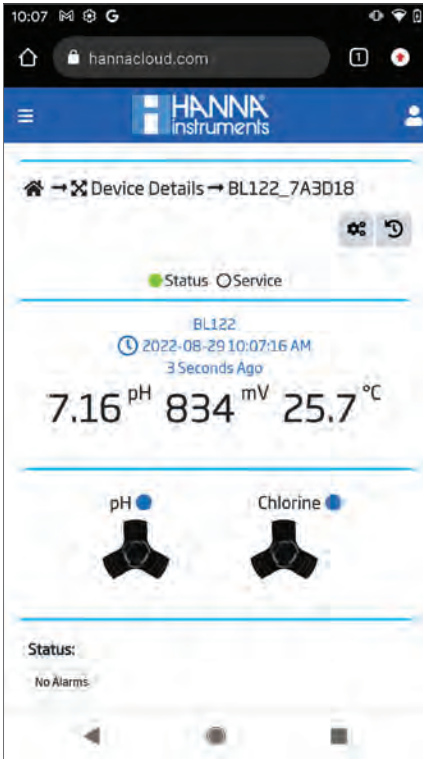 10:07 G
hannacloud.com 1
HANNA
instruments
Device Details → BL122_7A3D18
Status Service
BL122
2022-08-29 10:07:16 AM
3 Seconds Ago
7.16 pH 834 mV 25.7 °C
pH Chlorine
Status:
No Alarms